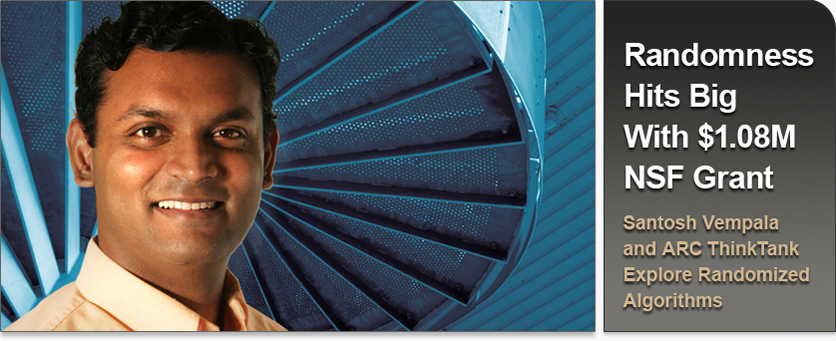 Randomness
Hits Big
With $1.08M
NSF Grant
Santosh Vempala
and ARC ThinkTank
Explore Randomized
Algorithms